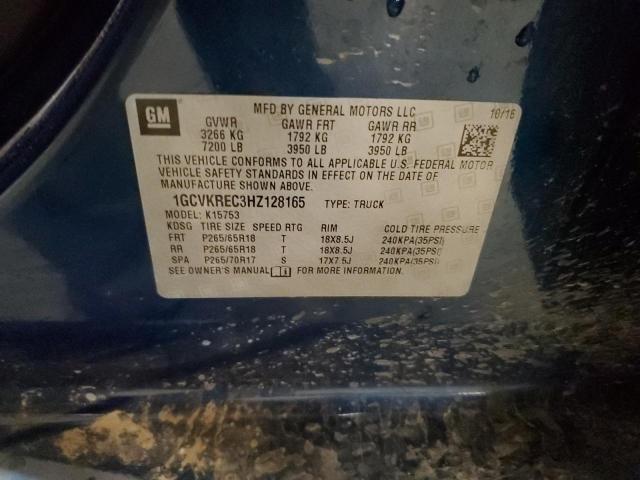 GM
MFD BY GENERAL MOTORS LLC 10/16
GVWR GAWR FRT GAWR RR
3266 KG 1792 KG 1792 KG
7200 LB 3950 LB 3950 LB
THIS VEHICLE CONFORMS TO ALL APPLICABLE U.S. FEDERAL MOTOR
VEHICLE SAFETY STANDARDS IN EFFECT ON THE DATE OF
MANUFACTURE SHOWN ABOVE.
1GCVKREC3HZ128165 TYPE: TRUCK
MODEL: K15753
KDSG TIRE SIZE SPEED RTG RIM COLD TIRE PRESSURE
FRT P265/65R18 T 18X8.5J 240KPA(35PSI)
RR P265/65R18 T 18X8.5J 240KPA(35PSI)
SPA P265/70R17 S 17X7.5J 240KPA(35PSI)
SEE OWNER'S MANUAL FOR MORE INFORMATION.